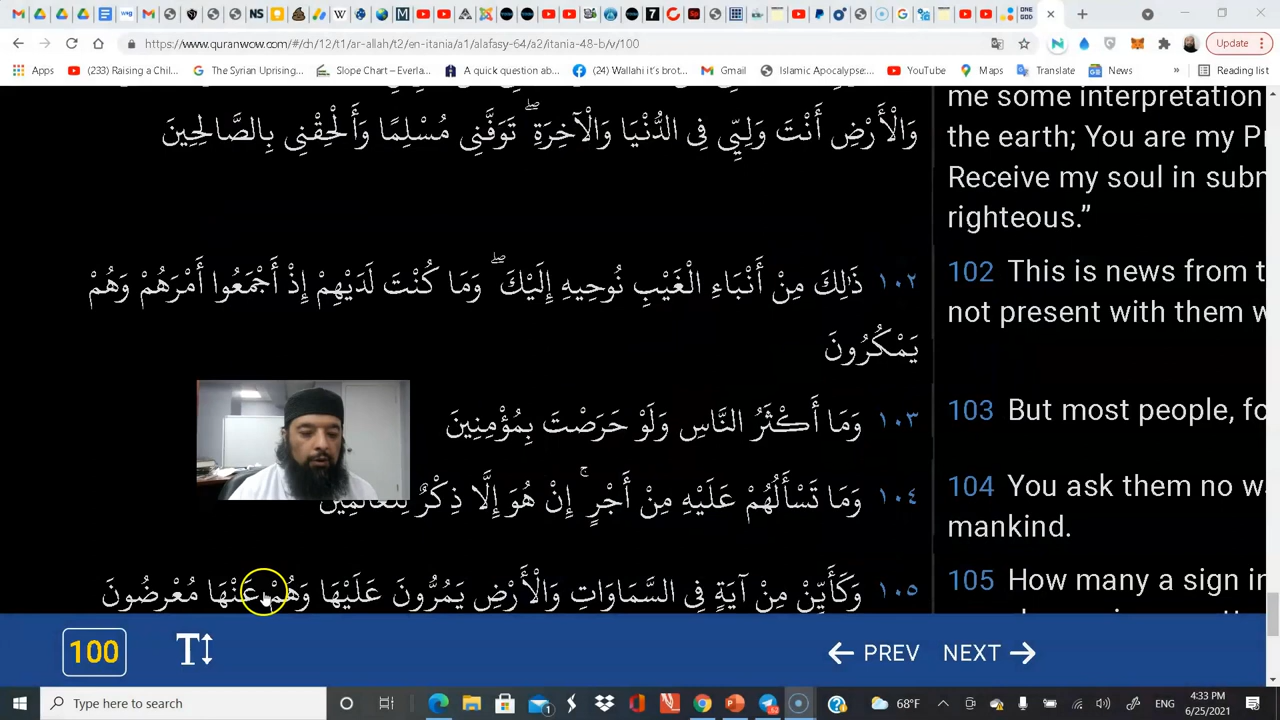 (233) Raising a Chil...
The Syrian Uprising...
Slope Chart – Everla...
A quick question ab...
(24) Wallahi it's brot...
Gmail
Islamic Apocalypse:...
YouTube
Maps
Translate
News
»
Reading list
Apps
https://www.quranwow.com/#/ch/12/t1/ar-allah/t2/en-itania/a1/alafasy-64/a2/itania-48-b/v/100
Update
وَالْأَرْضِ أَنْتَ وَلِيِّي فِي الدُّنْيَا وَالْآخِرَةِ ۖ تَوَفَّنِي مُسْلِمًا وَأَلْحِقْنِي بِالصَّالِحِينَ
١٠٢ ذَٰلِكَ مِنْ أَنْبَاءِ الْغَيْبِ نُوحِيهِ إِلَيْكَ ۖ وَمَا كُنْتَ لَدَيْهِمْ إِذْ أَجْمَعُوا أَمْرَهُمْ وَهُمْ
يَمْكُرُونَ
١٠٣ وَمَا أَكْثَرُ النَّاسِ وَلَوْ حَرَصْتَ بِمُؤْمِنِينَ
١٠٤ وَمَا تَسْأَلُهُمْ عَلَيْهِ مِنْ أَجْرٍ ۚ إِنْ هُوَ إِلَّا ذِكْرٌ لِلْعَالَمِينَ
١٠٥ وَكَأَيِّنْ مِنْ آيَةٍ فِي السَّمَاوَاتِ وَالْأَرْضِ يَمُرُّونَ عَلَيْهَا وَهُمْ عَنْهَا مُعْرِضُونَ
me some interpretation
the earth; You are my P
Receive my soul in subm
righteous.”
102 This is news from t
not present with them w
103 But most people, fo
104 You ask them no w
mankind.
105 How many a sign in
100
T
PREV
NEXT
Type here to search
68°F
4:33 PM
6/25/2021